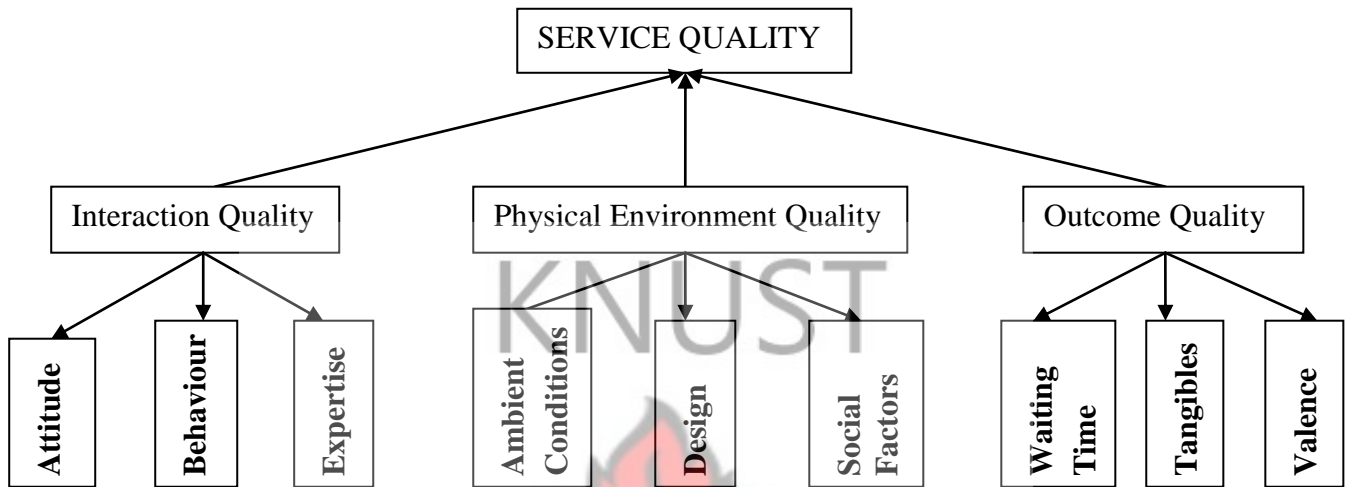 SERVICE QUALITY
Interaction Quality
Physical Environment Quality
Outcome Quality
KNUST
Attitude
Behaviour
Expertise
Ambient
Conditions
Design
Social
Factors
Waiting
Time
Tangibles
Valence